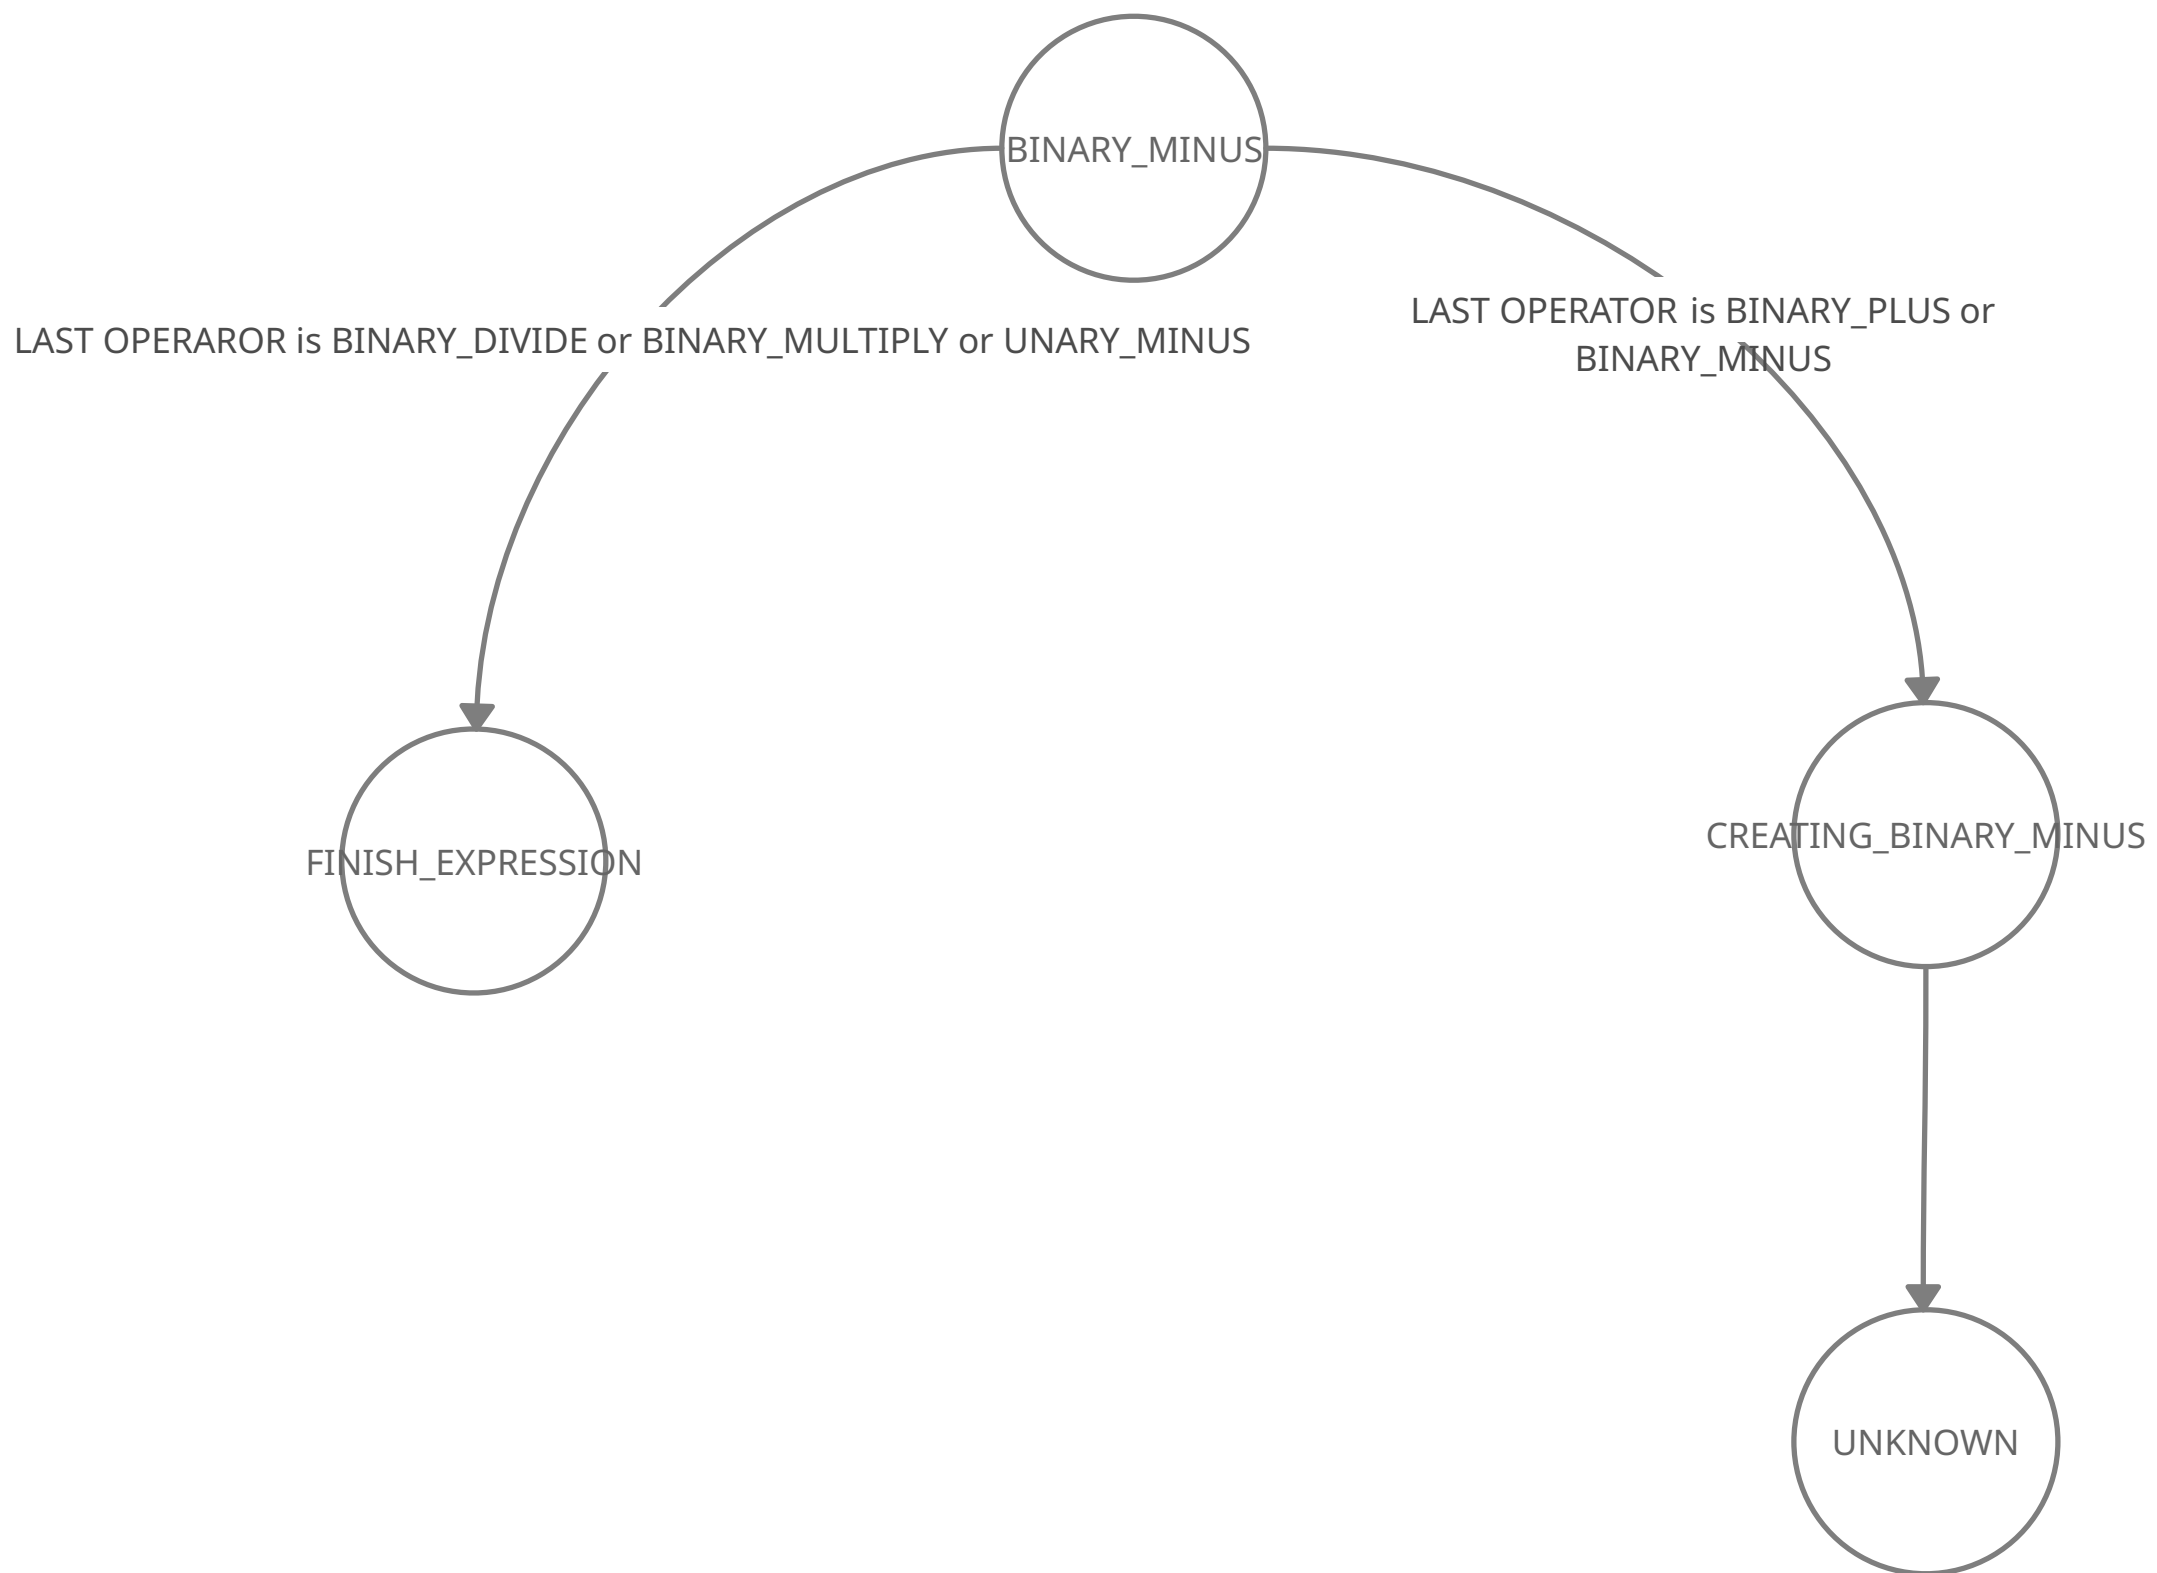 BINARY_MINUS
LAST OPERAROR is BINARY_DIVIDE or BINARY_MULTIPLY or UNARY_MINUS
LAST OPERATOR is BINARY_PLUS or
BINARY_MINUS
FINISH_EXPRESSION
CREATING_BINARY_MINUS
UNKNOWN